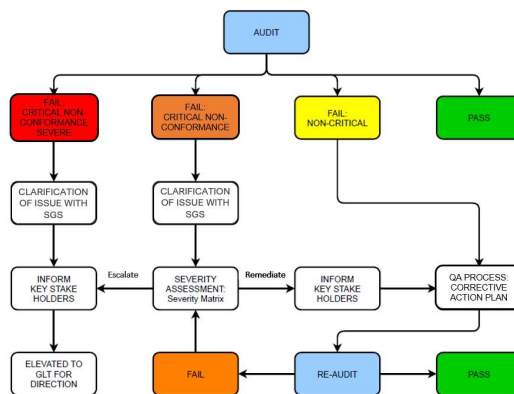 AUDIT
FAIL:
CRITICAL NON-
CONFORMANCE
SEVERE
FAIL:
CRITICAL NON-
CONFORMANCE
FAIL:
NON-CRITICAL
PASS
CLARIFICATION
OF ISSUE WITH
SGS
CLARIFICATION
OF ISSUE WITH
SGS
INFORM
KEY STAKE
HOLDERS
Escalate
SEVERITY
ASSESSMENT:
Severity Matrix
Remediate
INFORM
KEY STAKE
HOLDERS
QA PROCESS:
CORRECTIVE
ACTION PLAN
ELEVATED TO
GLT FOR
DIRECTION
FAIL
RE-AUDIT
PASS